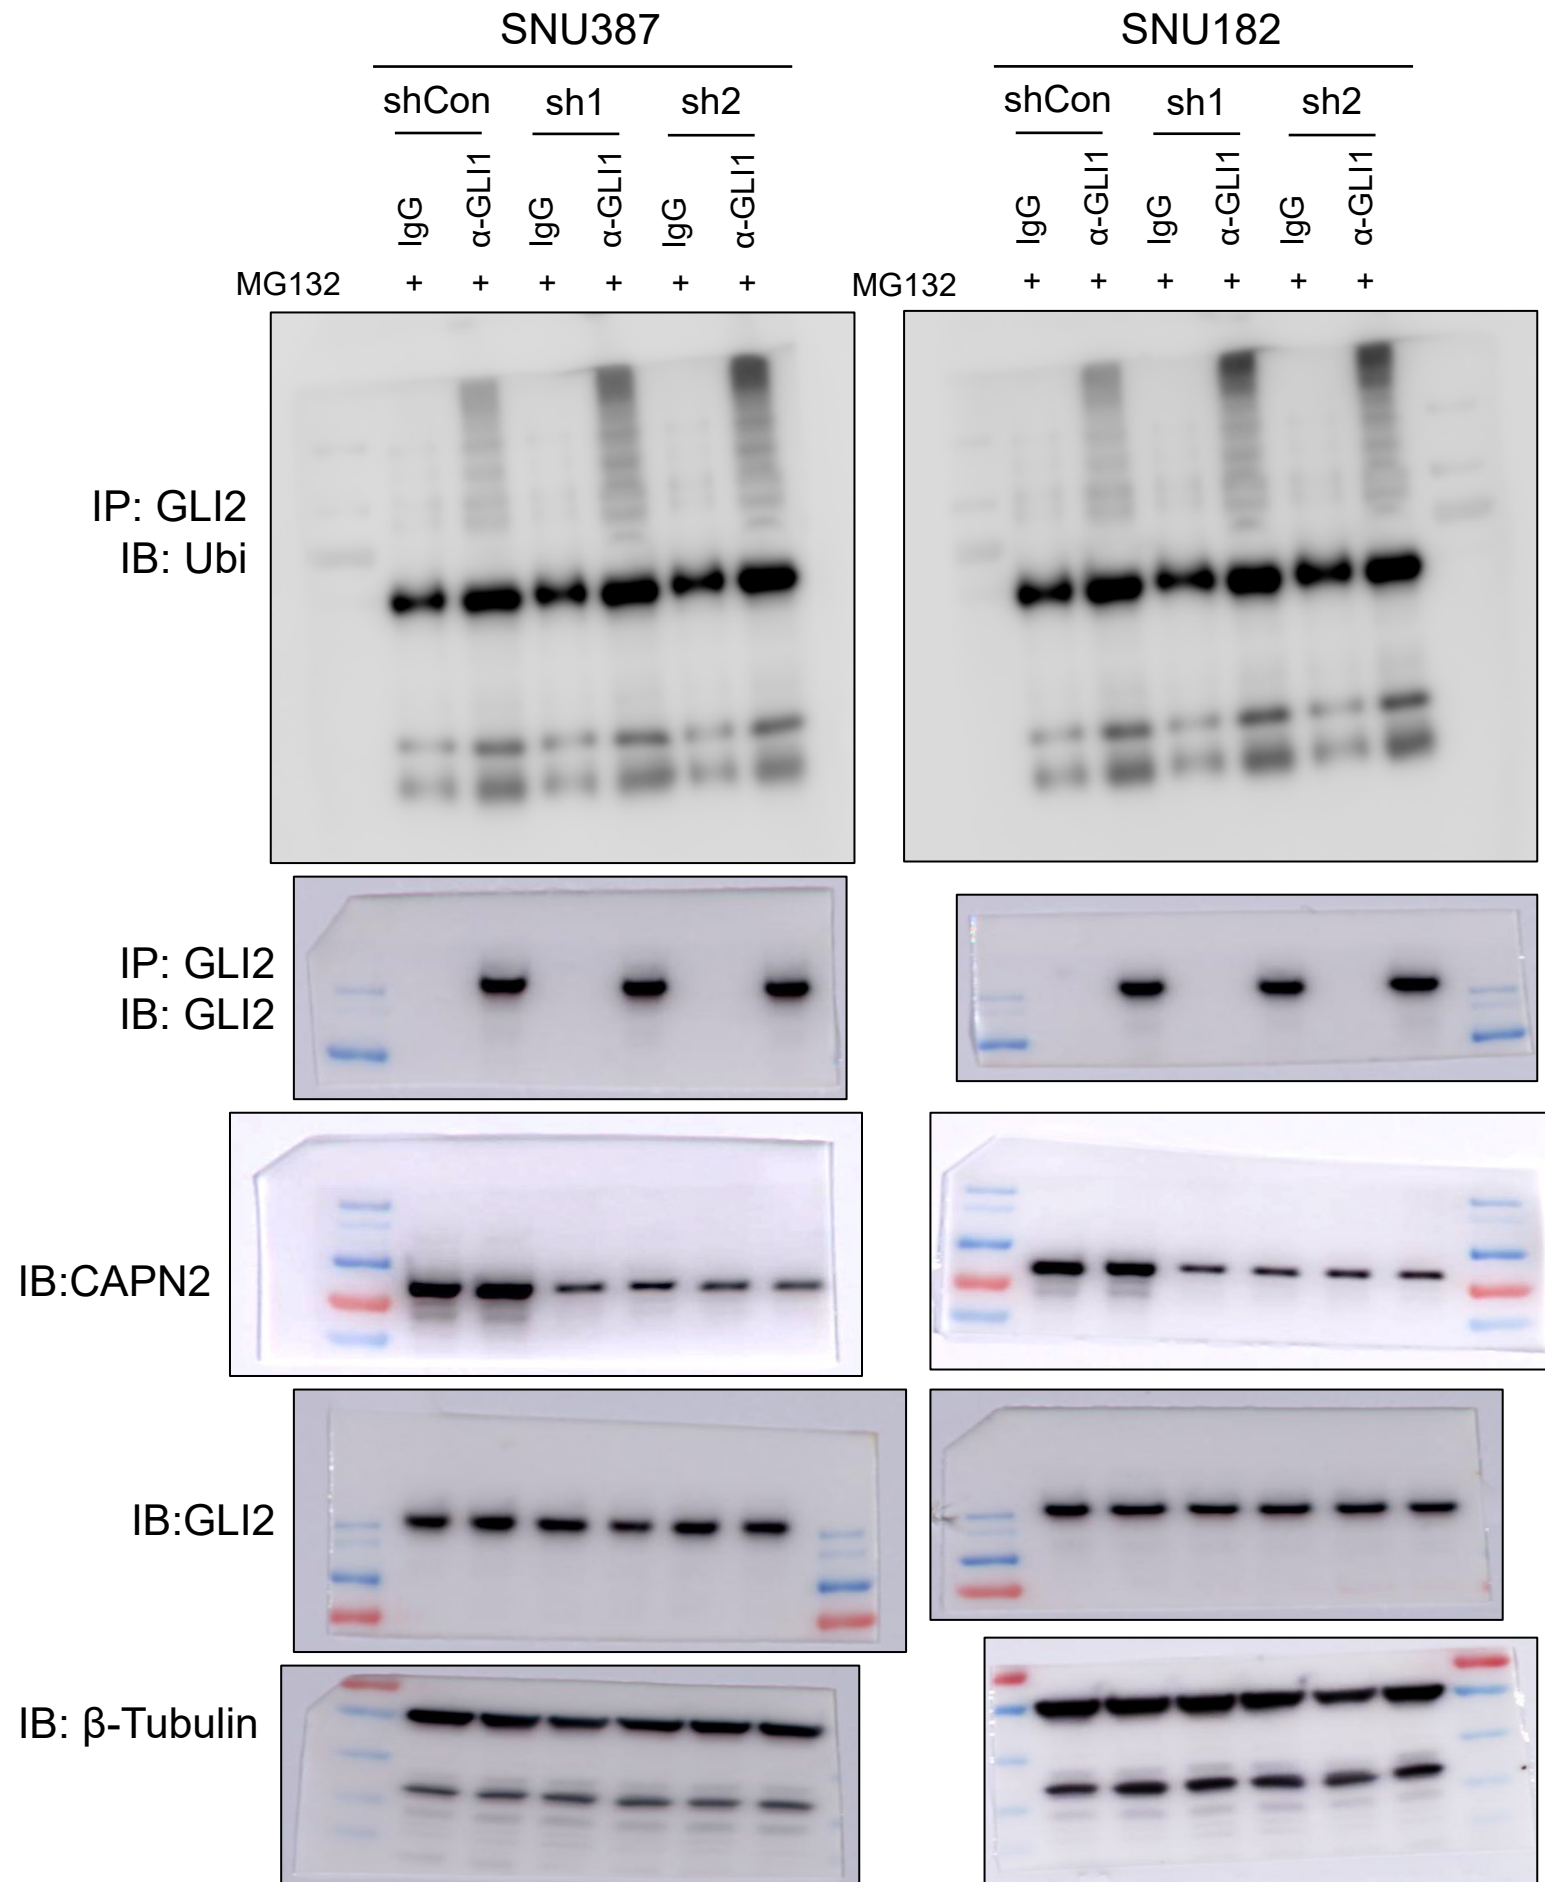 SNU387
SNU182
shCon sh1 sh2
shCon sh1 sh2
IgG α-GLI1 IgG α-GLI1 IgG α-GLI1
IgG α-GLI1 IgG α-GLI1 IgG α-GLI1
MG132 + + + + + +
MG132 + + + + + +
IP: GLI2
IB: Ubi
IP: GLI2
IB: GLI2
IB:CAPN2
IB:GLI2
IB: β-Tubulin